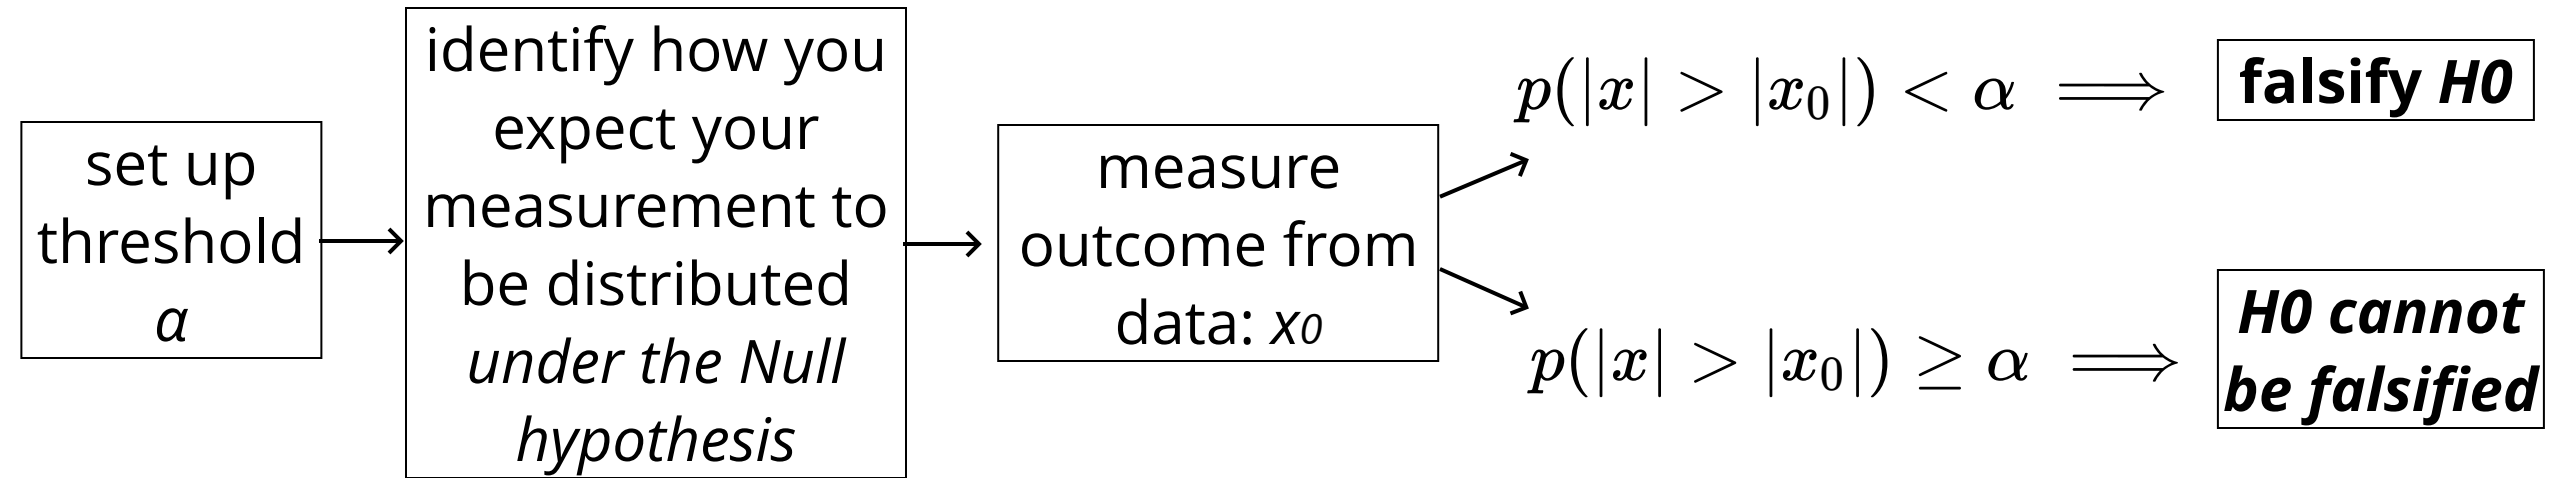 set up
threshold
α
identify how you
expect your
measurement to
be distributed
under the Null
hypothesis
measure
outcome from
data: x0
p(|x| > |x₀|) < α ⟹
falsify H0
p(|x| > |x₀|) ≥ α ⟹
H0 cannot
be falsified